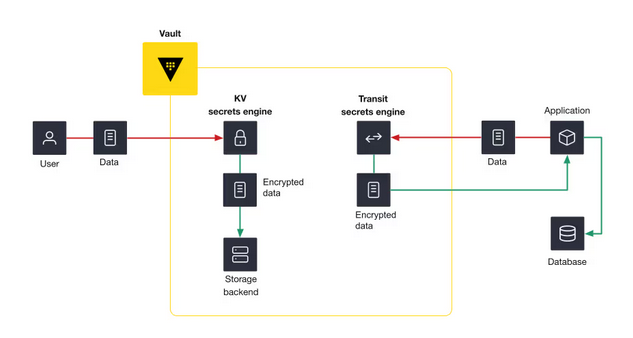 Vault
KV
secrets engine
Transit
secrets engine
Application
User
Data
Data
Encrypted
data
Encrypted
data
Database
Storage
backend